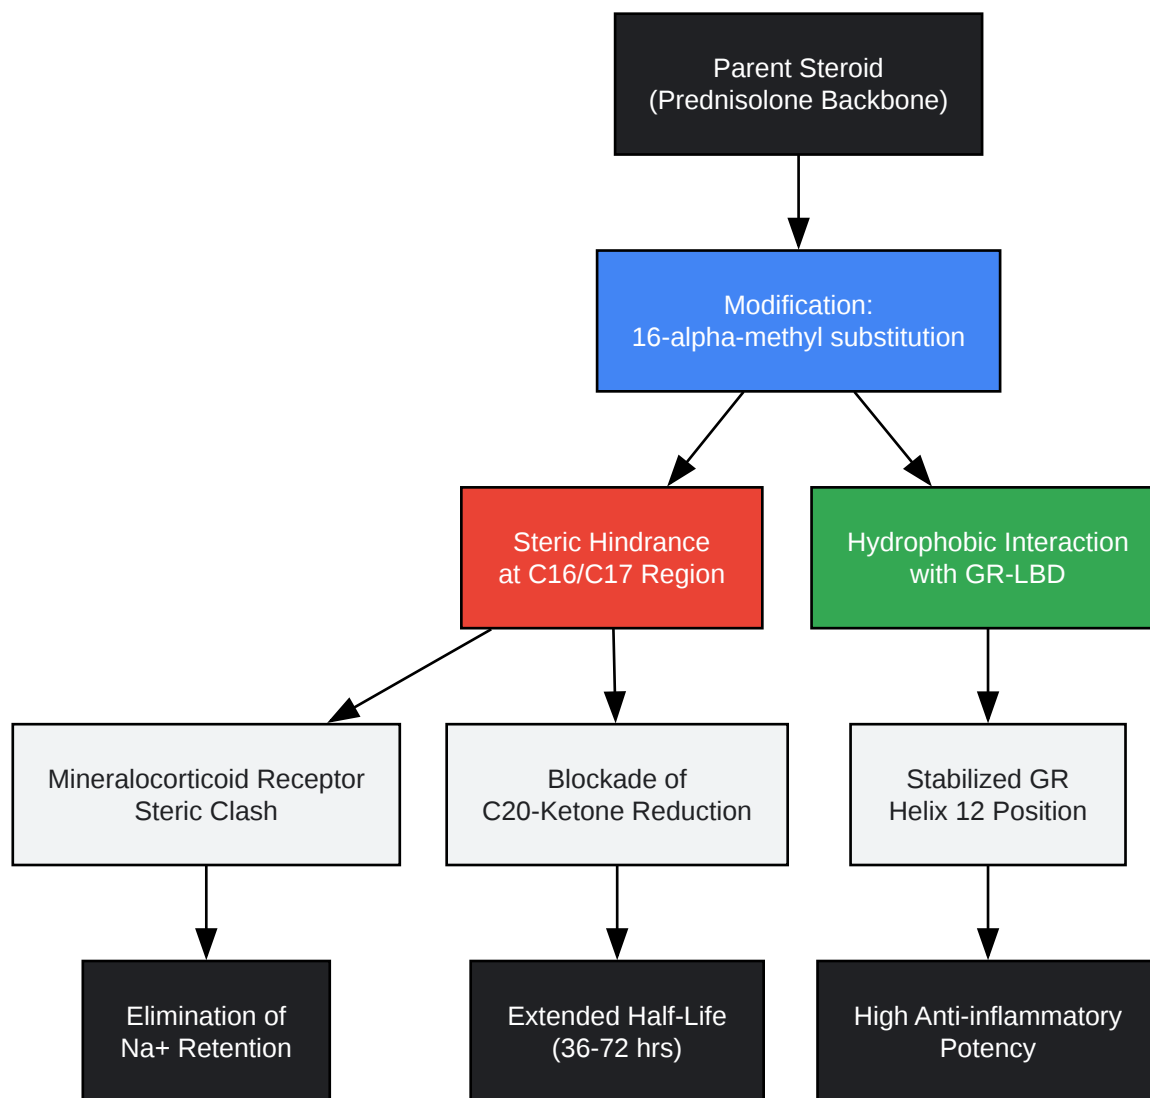 Parent Steroid
(Prednisolone Backbone)
Modification:
16-alpha-methyl substitution
Steric Hindrance
at C16/C17 Region
Hydrophobic Interaction
with GR-LBD
Mineralocorticoid Receptor
Steric Clash
Blockade of
C20-Ketone Reduction
Stabilized GR
Helix 12 Position
Elimination of
Na+ Retention
Extended Half-Life
(36-72 hrs)
High Anti-inflammatory
Potency